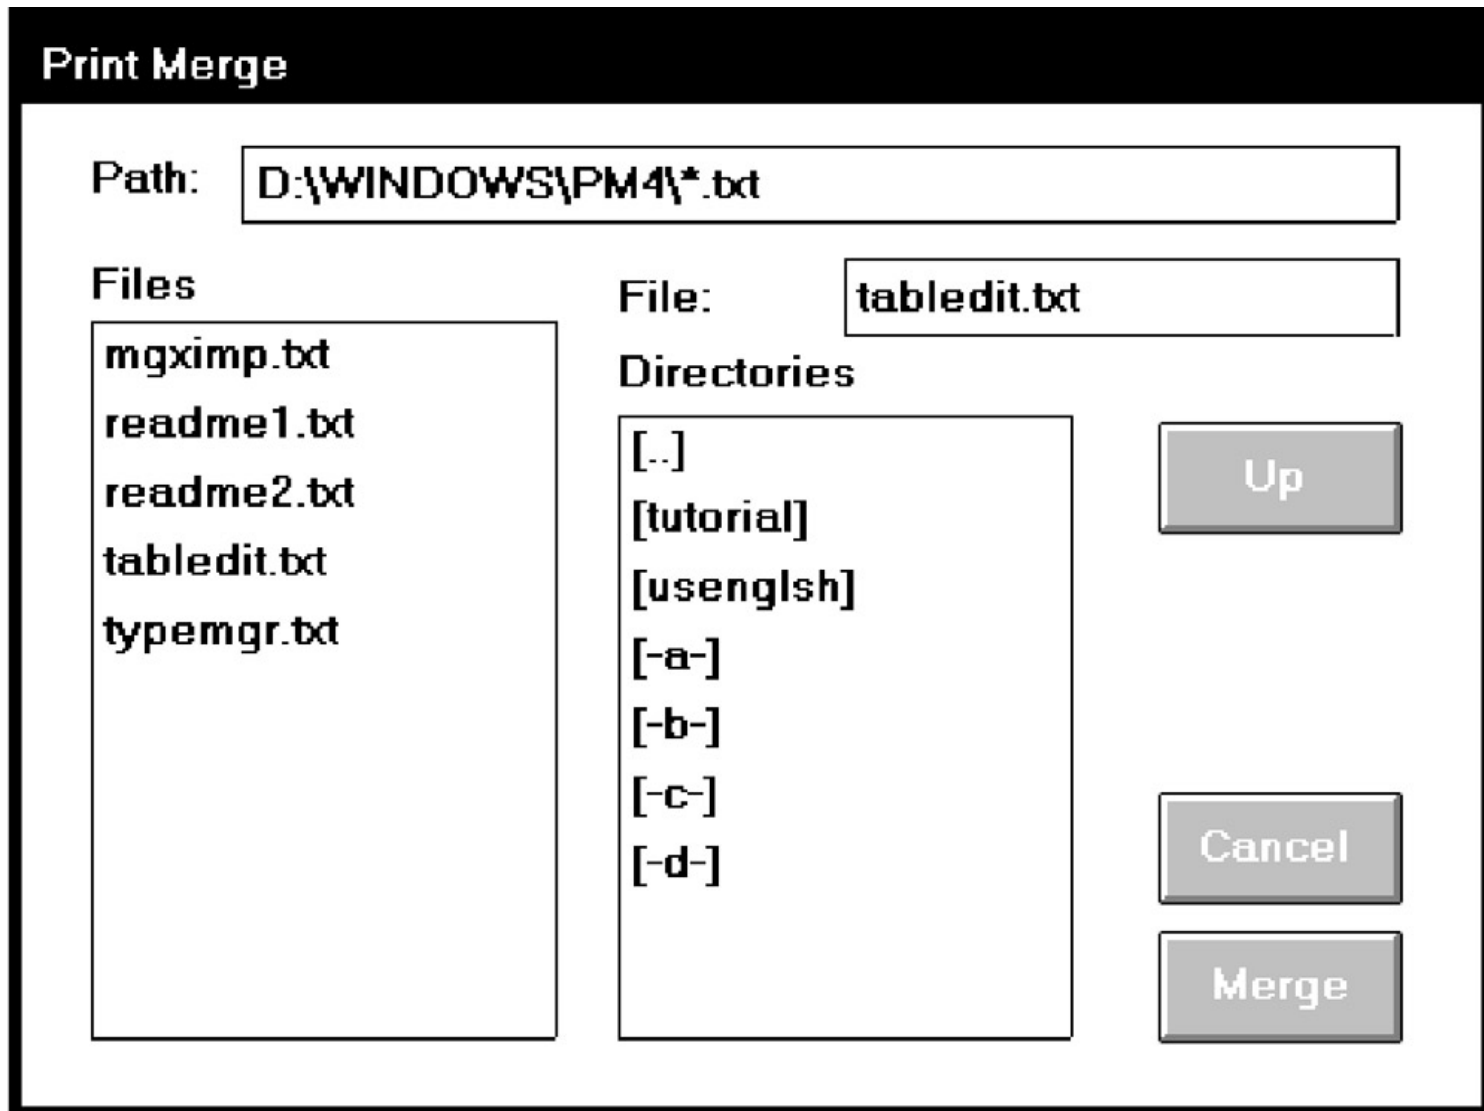 Print Merge
Path: D:\WINDOWS\PM4\*.txt
Files
mgximp.txt
readme1.txt
readme2.txt
tabledit.txt
typemgr.txt
File: tabledit.txt
Directories
[..]
[tutorial]
[usenglsh]
[-a-]
[-b-]
[-c-]
[-d-]
Up
Cancel
Merge